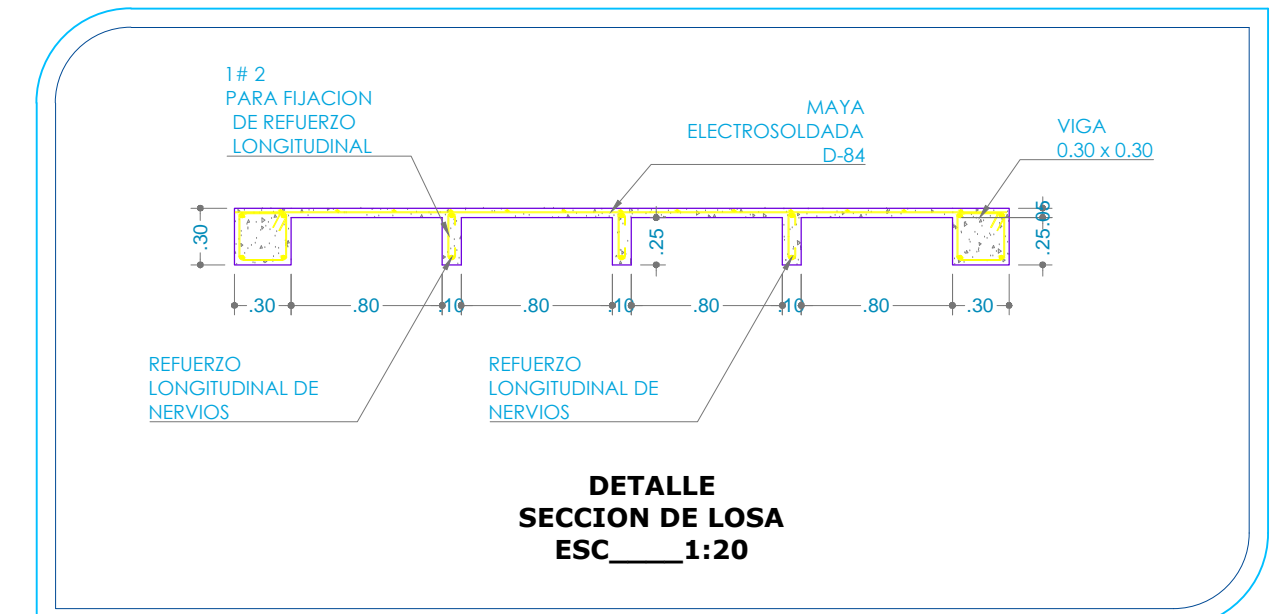 1# 2
PARA FIJACION
DE REFUERZO
LONGITUDINAL
MAYA
ELECTROSOLDADA
D-84
VIGA
0.30 x 0.30
.30
.25
.05
.25
.30
.80
.10
.80
.10
.80
.10
.80
.30
REFUERZO
LONGITUDINAL DE
NERVIOS
REFUERZO
LONGITUDINAL DE
NERVIOS
DETALLE
SECCION DE LOSA
ESC_____1:20